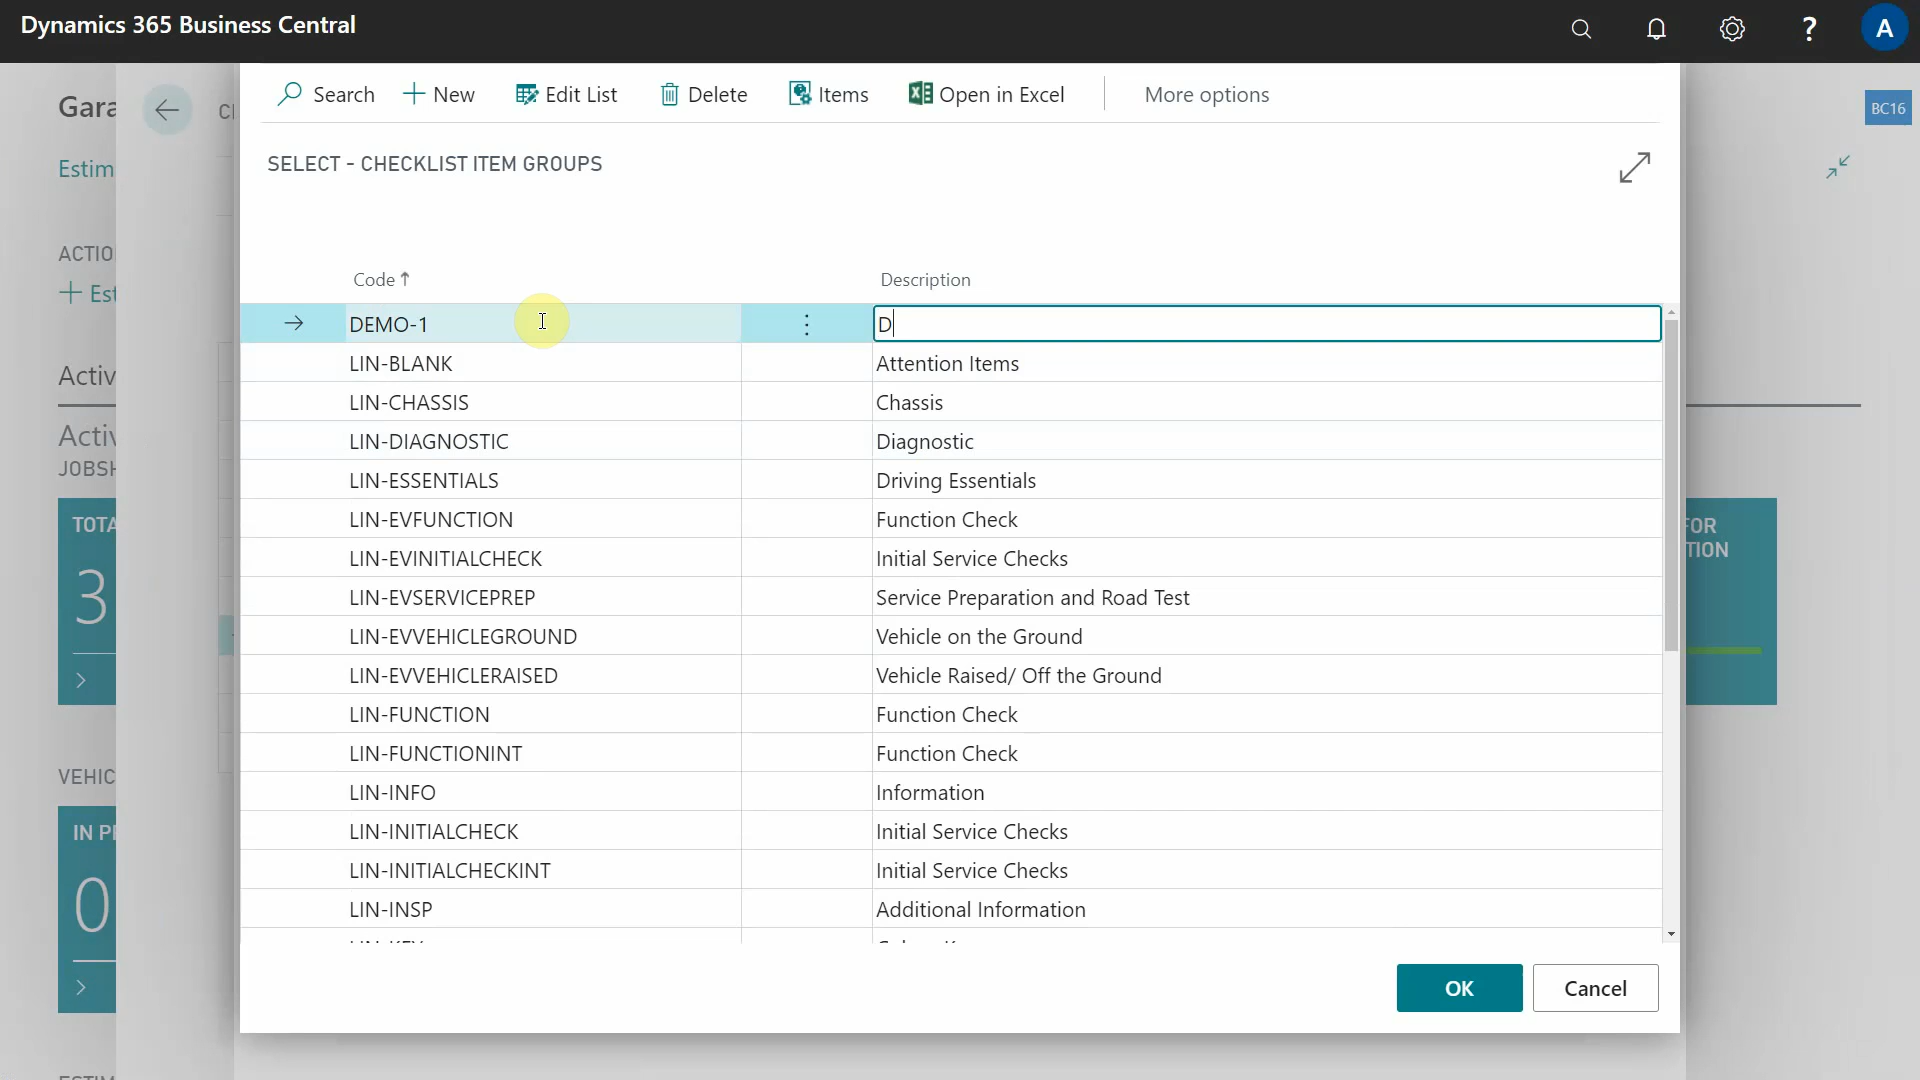 Dynamics 365 Business Central
A
Search
New
Edit List
Delete
Items
Open in Excel
More options
BC16
SELECT - CHECKLIST ITEM GROUPS
Code ↑
Description
DEMO-1
D
LIN-BLANK
Attention Items
LIN-CHASSIS
Chassis
LIN-DIAGNOSTIC
Diagnostic
LIN-ESSENTIALS
Driving Essentials
LIN-EVFUNCTION
Function Check
LIN-EVINITIALCHECK
Initial Service Checks
LIN-EVSERVICEPREP
Service Preparation and Road Test
LIN-EVVEHICLEGROUND
Vehicle on the Ground
LIN-EVVEHICLERAISED
Vehicle Raised/ Off the Ground
LIN-FUNCTION
Function Check
LIN-FUNCTIONINT
Function Check
LIN-INFO
Information
LIN-INITIALCHECK
Initial Service Checks
LIN-INITIALCHECKINT
Initial Service Checks
LIN-INSP
Additional Information
OK
Cancel
Gara
Estim
ACTIO
+ Est
Activ
Activ
JOBSH
TOTA
3
VEHIC
IN P
0
FOR
TION